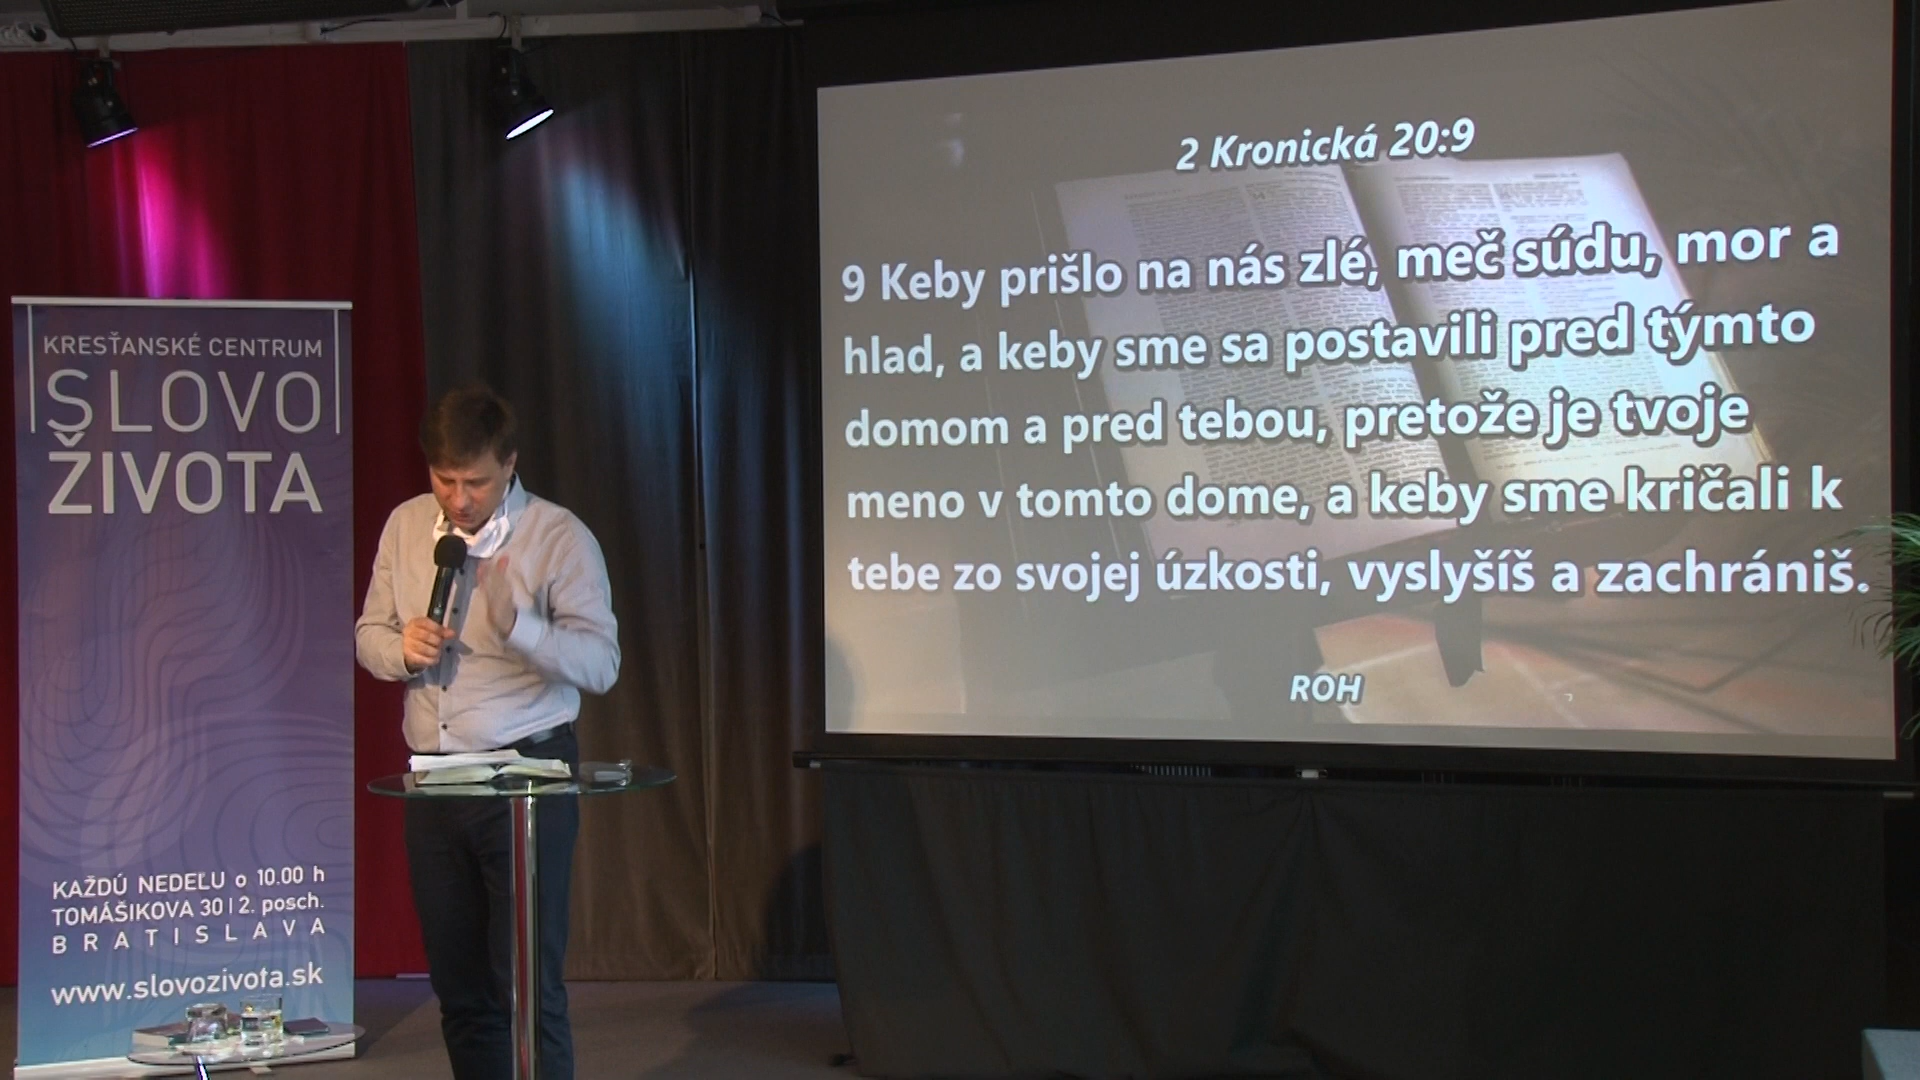 KRESŤANSKÉ CENTRUM
SLOVO
ŽIVOTA
KAŽDÚ NEDEĽU o 10.00 h
TOMÁŠIKOVA 30 | 2. posch.
BRATISLAVA
www.slovozivota.sk
2 Kronická 20:9
9 Keby prišlo na nás zlé, meč súdu, mor a
hlad, a keby sme sa postavili pred týmto
domom a pred tebou, pretože je tvoje
meno v tomto dome, a keby sme kričali k
tebe zo svojej úzkosti, vyslyšíš a zachrániš.
ROH